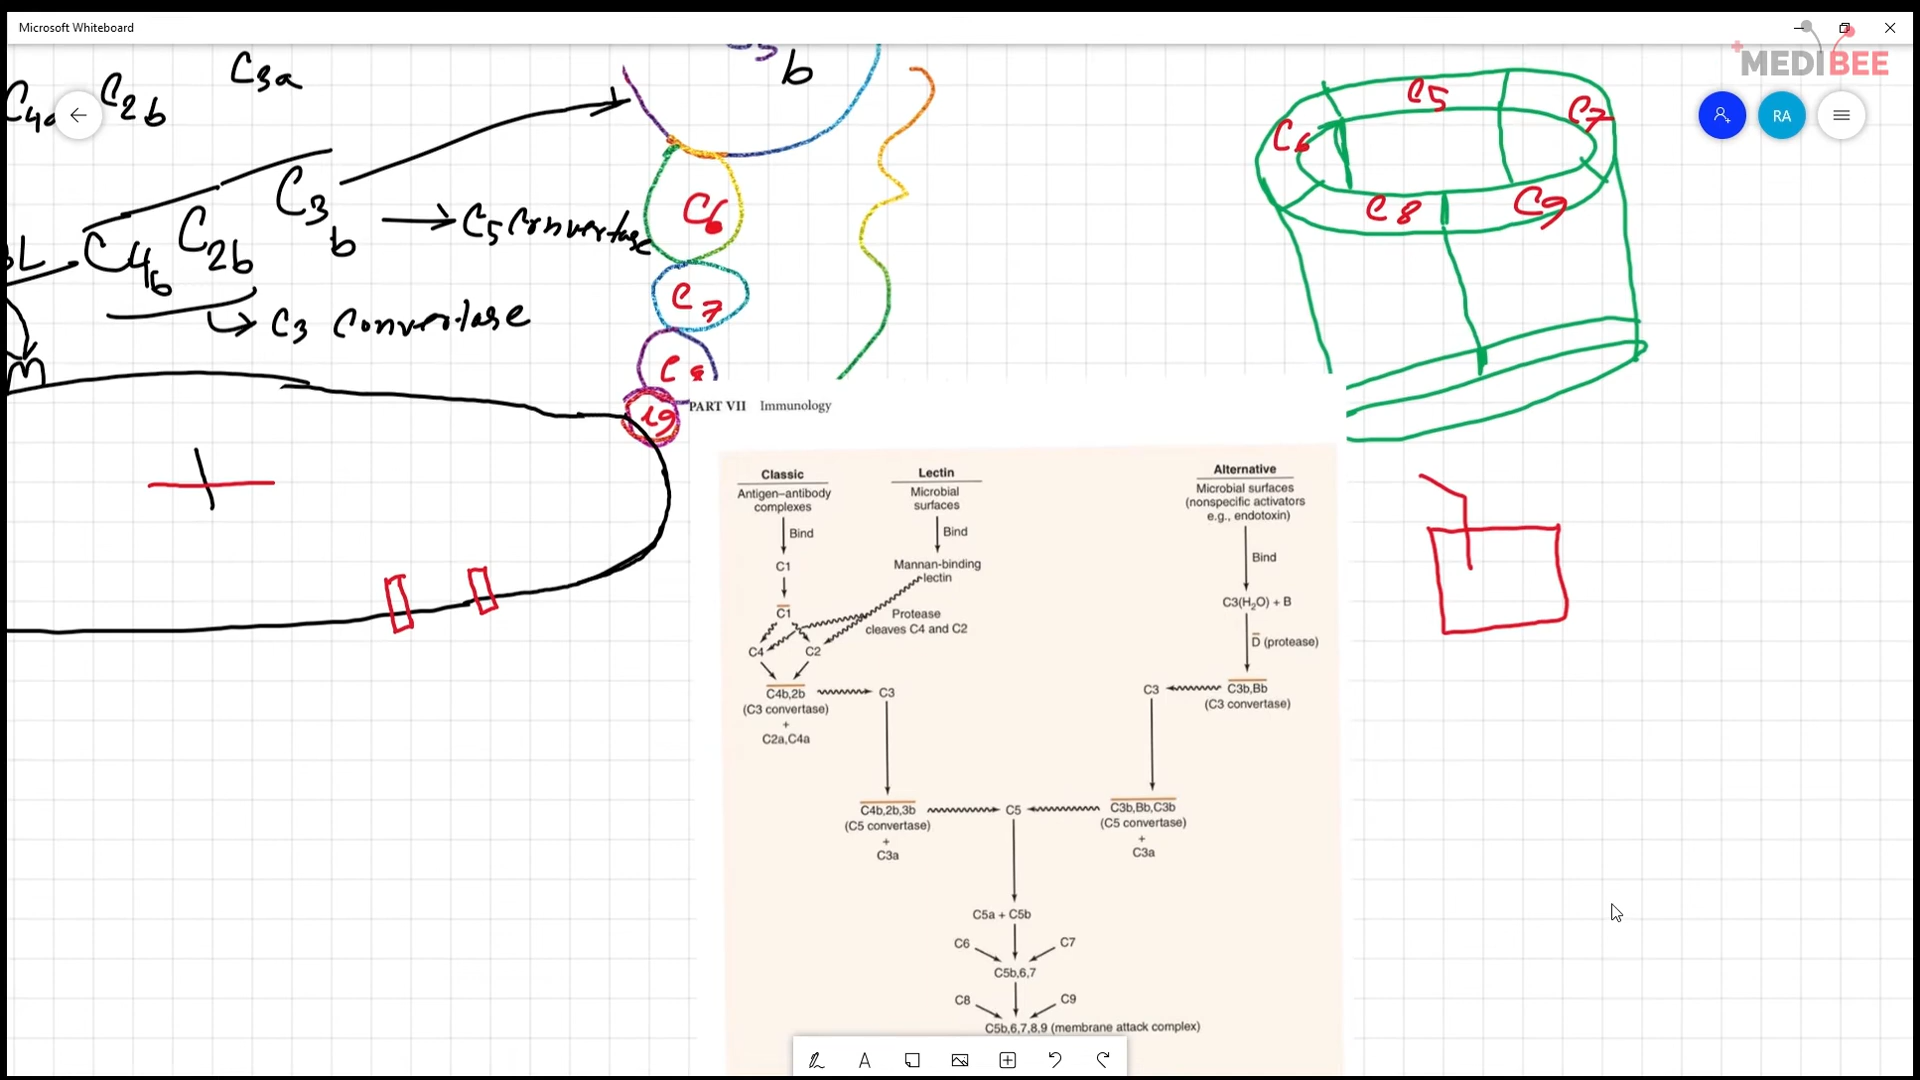 Microsoft Whiteboard
MEDIBEE
RA
C3a
C2b
b
C3
b
C2b
C4b
C5 Convertase
C3 Convertase
C6
C7
C5
C7
C6
C8
C9
PART VII Immunology
Classic
Antigen–antibody
complexes
Bind
C1
C1
C4
C2
C4b,2b
(C3 convertase)
+
C2a,C4a
Lectin
Microbial
surfaces
Bind
Mannan-binding
lectin
Protease
cleaves C4 and C2
C3
C4b,2b,3b
(C5 convertase)
+
C3a
Alternative
Microbial surfaces
(nonspecific activators
e.g., endotoxin)
Bind
C3(H2O) + B
D (protease)
C3b,Bb
(C3 convertase)
C3
C3b,Bb,C3b
(C5 convertase)
+
C3a
C5
C5a + C5b
C6
C7
C5b,6,7
C8
C9
C5b,6,7,8,9 (membrane attack complex)